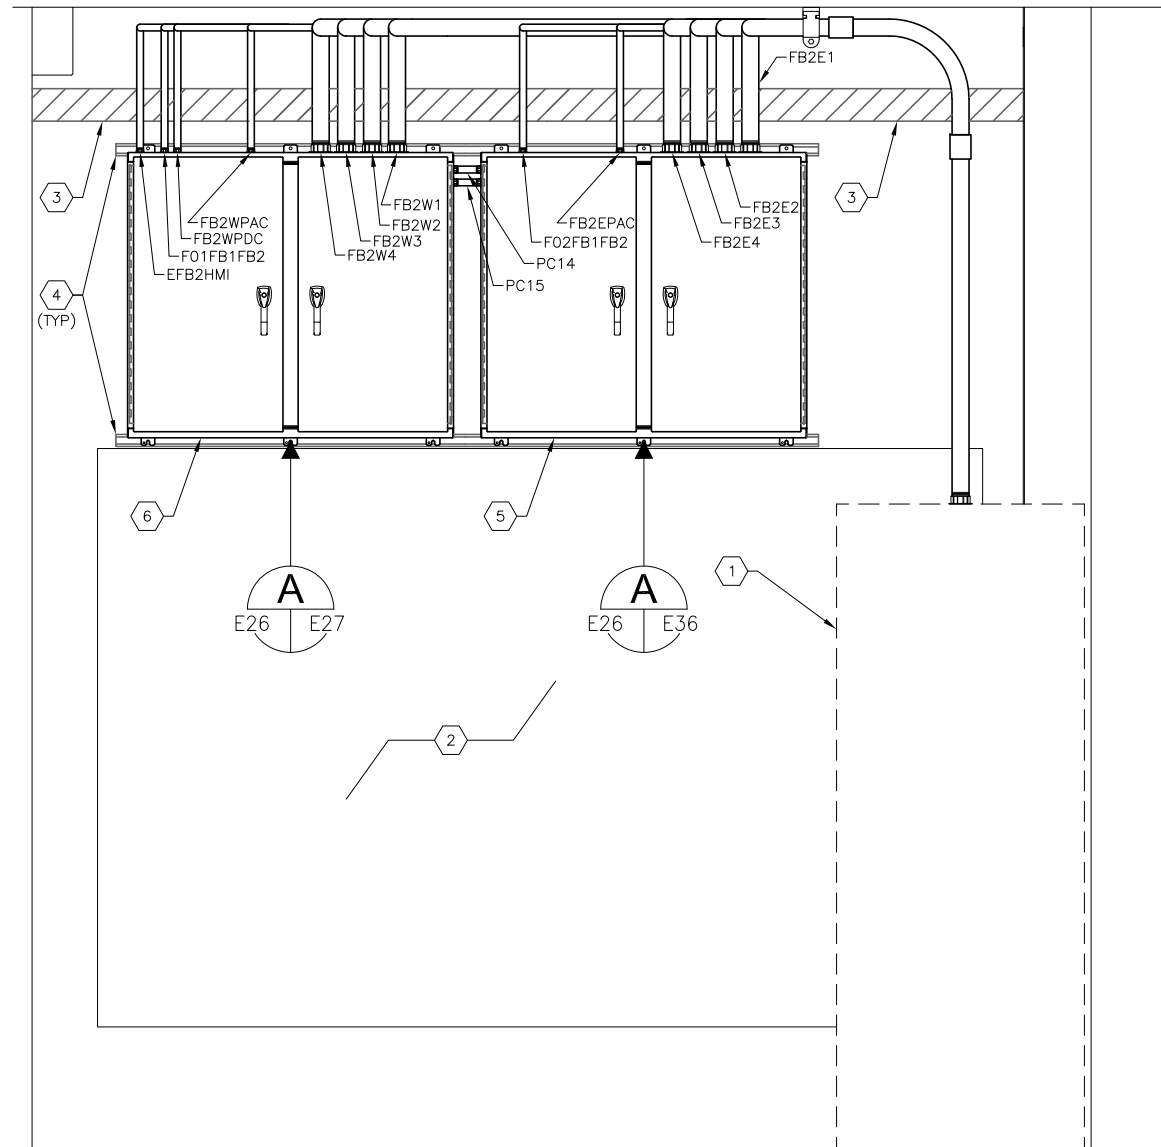 FB2E1
3
3
FB2W1
FB2E2
FB2WPAC
FB2W2
FB2EPAC
FB2E3
FB2WPDC
FB2W3
F02FB1FB2
FB2E4
F01FB1FB2
FB2W4
PC14
EFB2HMI
PC15
4
(TYP)
6
5
A
E26
E27
A
E26
E36
1
2